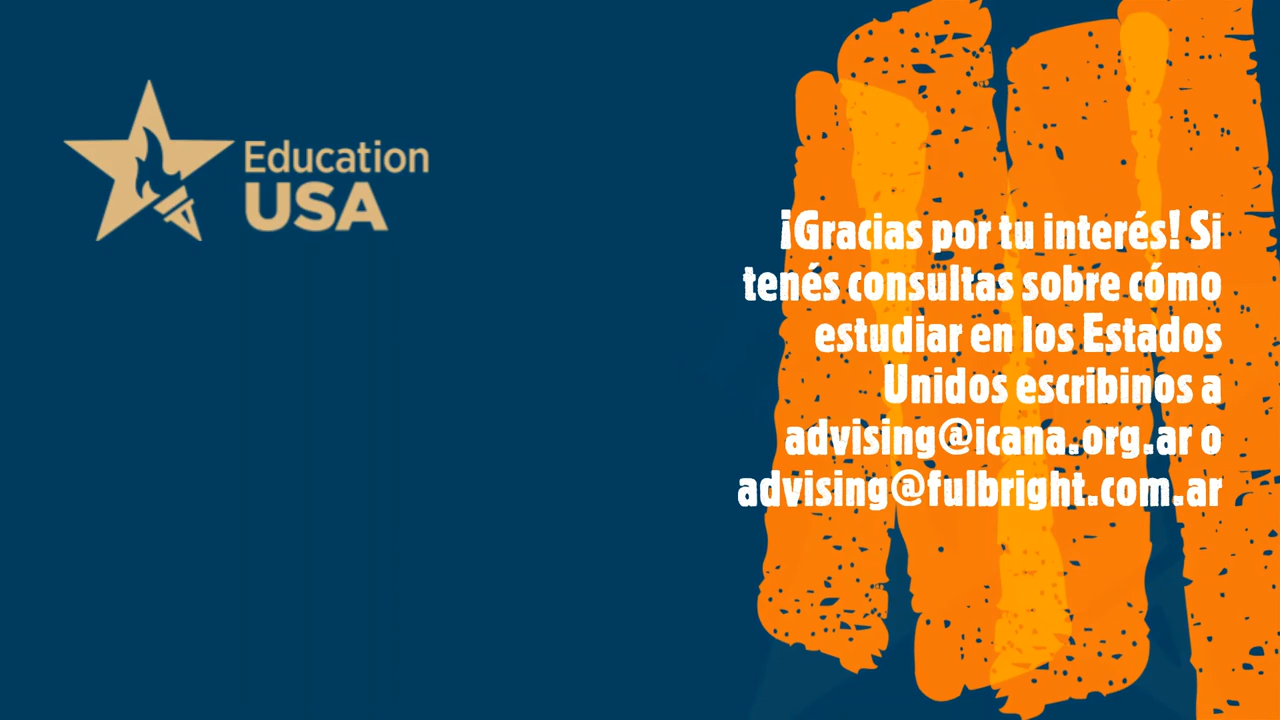 Education
USA
¡Gracias por tu interés! Si
tenés consultas sobre cómo
estudiar en los Estados
Unidos escribinos a
advising@icana.org.ar o
advising@fulbright.com.ar